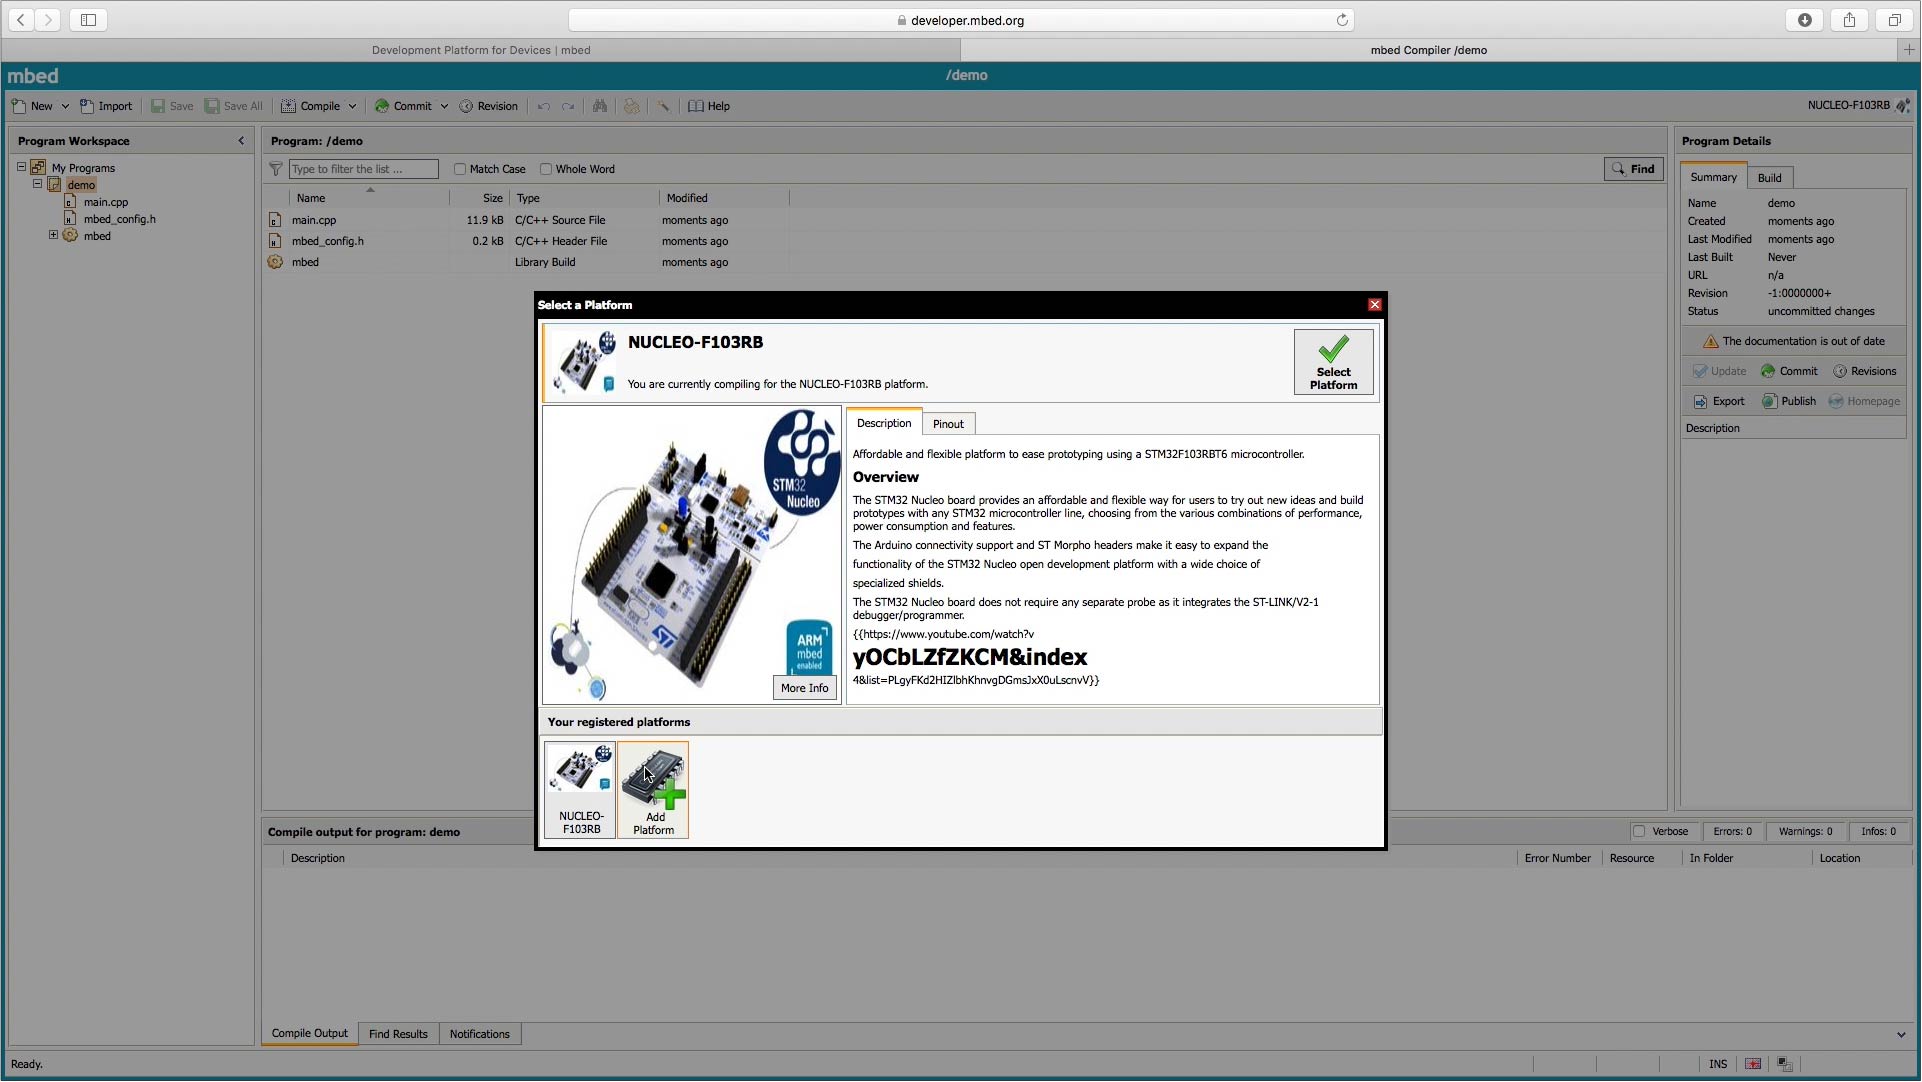 developer.mbed.org
Development Platform for Devices | mbed
mbed Compiler /demo
mbed
/demo
New
Import
Save
Save All
Compile
Commit
Revision
Help
NUCLEO-F103RB
Program Workspace
My Programs
demo
main.cpp
mbed_config.h
mbed
Program: /demo
Type to filter the list ...
Match Case
Whole Word
Find
Name Size Type Modified
main.cpp 11.9 kB C/C++ Source File moments ago
mbed_config.h 0.2 kB C/C++ Header File moments ago
mbed Library Build moments ago
Program Details
Summary
Build
Name demo
Created moments ago
Last Modified moments ago
Last Built Never
URL n/a
Revision -1:0000000+
Status uncommitted changes
The documentation is out of date
Update
Commit
Revisions
Export
Publish
Homepage
Description
Select a Platform
NUCLEO-F103RB
You are currently compiling for the NUCLEO-F103RB platform.
Select
Platform
STM32
Nucleo
ARM
mbed
enabled
More Info
Description
Pinout
Affordable and flexible platform to ease prototyping using a STM32F103RBT6 microcontroller.
Overview
The STM32 Nucleo board provides an affordable and flexible way for users to try out new ideas and build
prototypes with any STM32 microcontroller line, choosing from the various combinations of performance,
power consumption and features.
The Arduino connectivity support and ST Morpho headers make it easy to expand the
functionality of the STM32 Nucleo open development platform with a wide choice of
specialized shields.
The STM32 Nucleo board does not require any separate probe as it integrates the ST-LINK/V2-1
debugger/programmer.
{{https://www.youtube.com/watch?v
yOCbLZfZKCM&index
4&list=PLgyFKd2HIZlbhKhnvgDGmsJxX0uLscnvV}}
Your registered platforms
NUCLEO-
F103RB
Add
Platform
Compile output for program: demo
Verbose
Errors: 0
Warnings: 0
Infos: 0
Description Error Number Resource In Folder Location
Compile Output
Find Results
Notifications
Ready.
INS